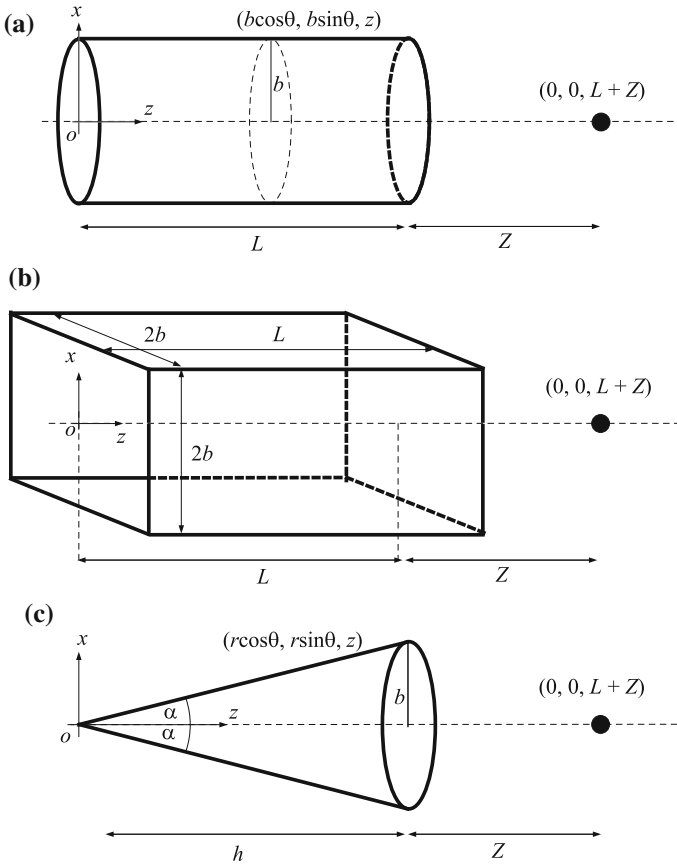 (a)
x
(bcosθ, bsinθ, z)
b
(0, 0, L + Z)
z
o
L
Z
(b)
2b
L
x
(0, 0, L + Z)
o
z
2b
L
Z
(c)
x
(rcosθ, rsinθ, z)
b
(0, 0, L + Z)
α
z
α
o
h
Z